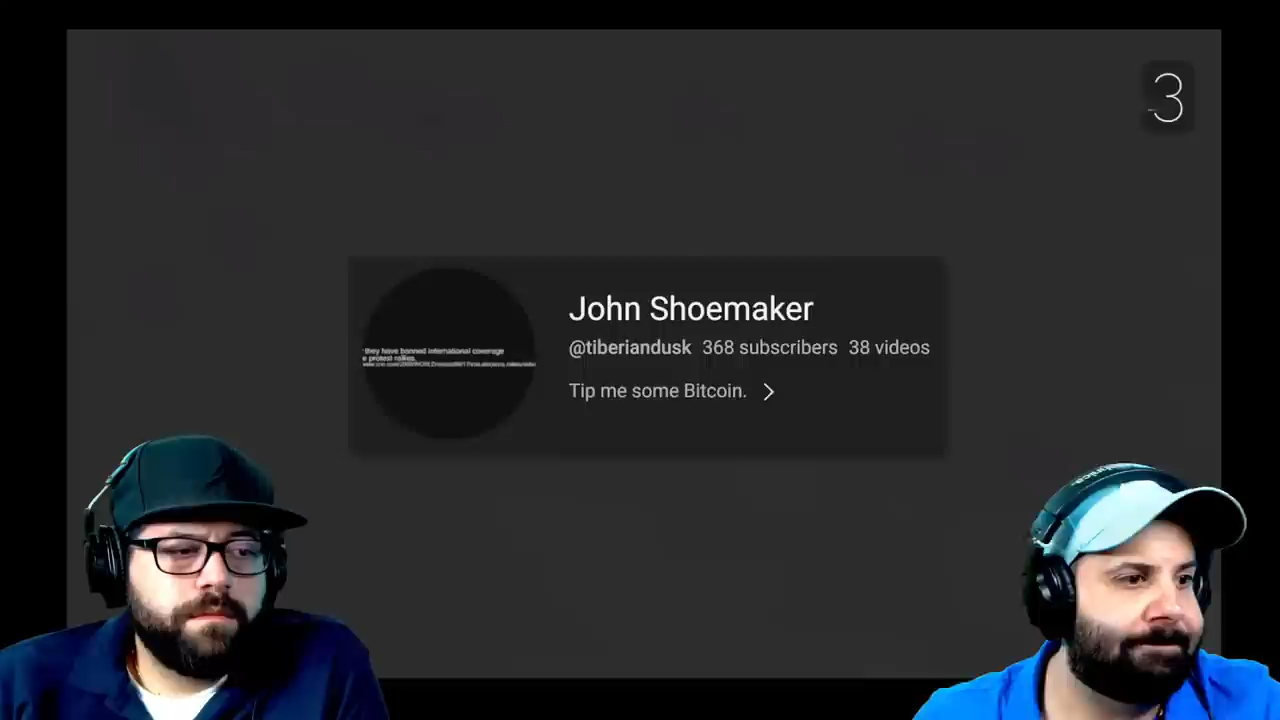 3
they have banned international coverage
e protest rallies.
John Shoemaker
@tiberiandusk 368 subscribers 38 videos
Tip me some Bitcoin.